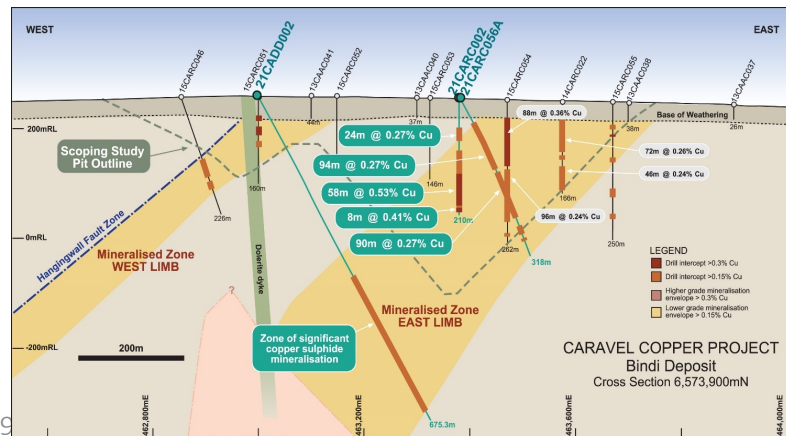 WEST
EAST
15CARC046
15CARC051
21CADD002
13CAAC041
15CARC052
13CAAC040
15CARC053
21CARC002
21CARC056A
15CARC054
14CARC022
15CARC055
13CAAC038
13CAAC037
200mRL
0mRL
-200mRL
Scoping Study
Pit Outline
Hangingwall Fault Zone
Mineralised Zone
WEST LIMB
226m
160m
Dolerite dyke
44m
37m
146m
24m @ 0.27% Cu
94m @ 0.27% Cu
58m @ 0.53% Cu
8m @ 0.41% Cu
90m @ 0.27% Cu
210m
88m @ 0.36% Cu
96m @ 0.24% Cu
262m
318m
72m @ 0.26% Cu
46m @ 0.24% Cu
166m
250m
38m
26m
Base of Weathering
?
Zone of significant
copper sulphide
mineralisation
Mineralised Zone
EAST LIMB
675.3m
200m
LEGEND
Drill intercept >0.3% Cu
Drill intercept >0.15% Cu
Higher grade mineralisation
envelope > 0.3% Cu
Lower grade mineralisation
envelope > 0.15% Cu
CARAVEL COPPER PROJECT
Bindi Deposit
Cross Section 6,573,900mN
462,800mE
463,200mE
463,600mE
464,000mE
9